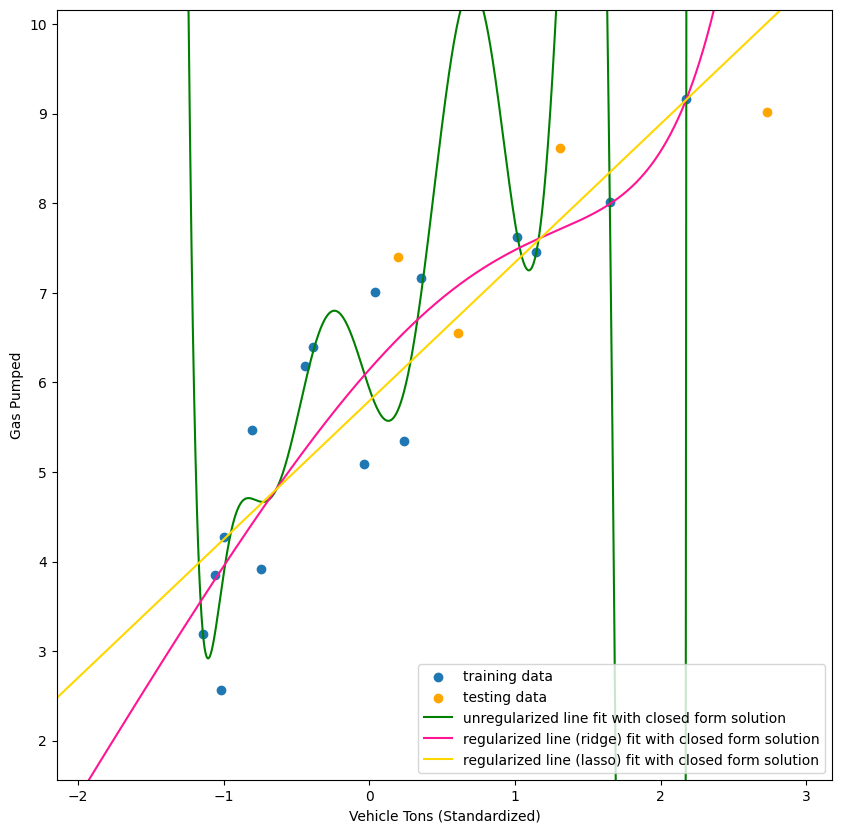 10
9
8
7
6
5
4
3
2
Gas Pumped
training data
testing data
unregularized line fit with closed form solution
regularized line (ridge) fit with closed form solution
regularized line (lasso) fit with closed form solution
−2 −1 0 1 2 3
Vehicle Tons (Standardized)